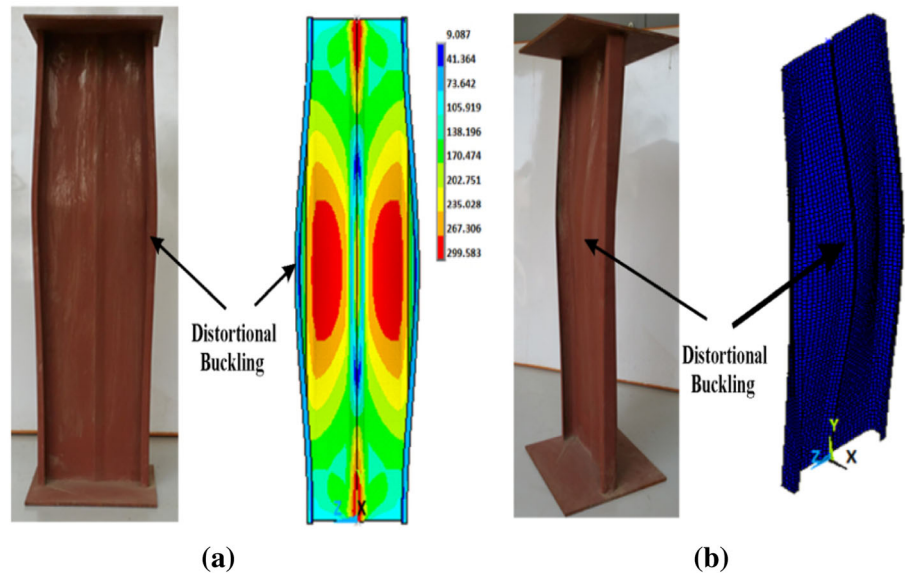 9.087
41.364
73.642
105.919
138.196
170.474
202.751
235.028
267.306
299.583
Distortional
Buckling
Z X
(a)
Distortional
Buckling
Y
Z X
(b)